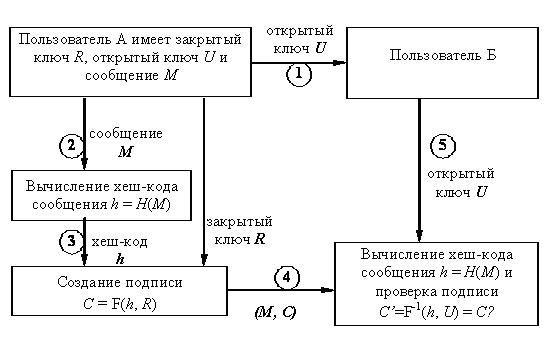 Пользователь А имеет закрытый
ключ R, открытый ключ U и
сообщение M
открытый
ключ U
1
Пользователь Б
2
сообщение
M
5
открытый
ключ U
Вычисление хеш-кода
сообщения h = H(M)
3
хеш-код
h
закрытый
ключ R
Создание подписи
C = F(h, R)
4
(M, C)
Вычисление хеш-кода
сообщения h = H(M) и
проверка подписи
C’=F⁻¹(h, U) = C?